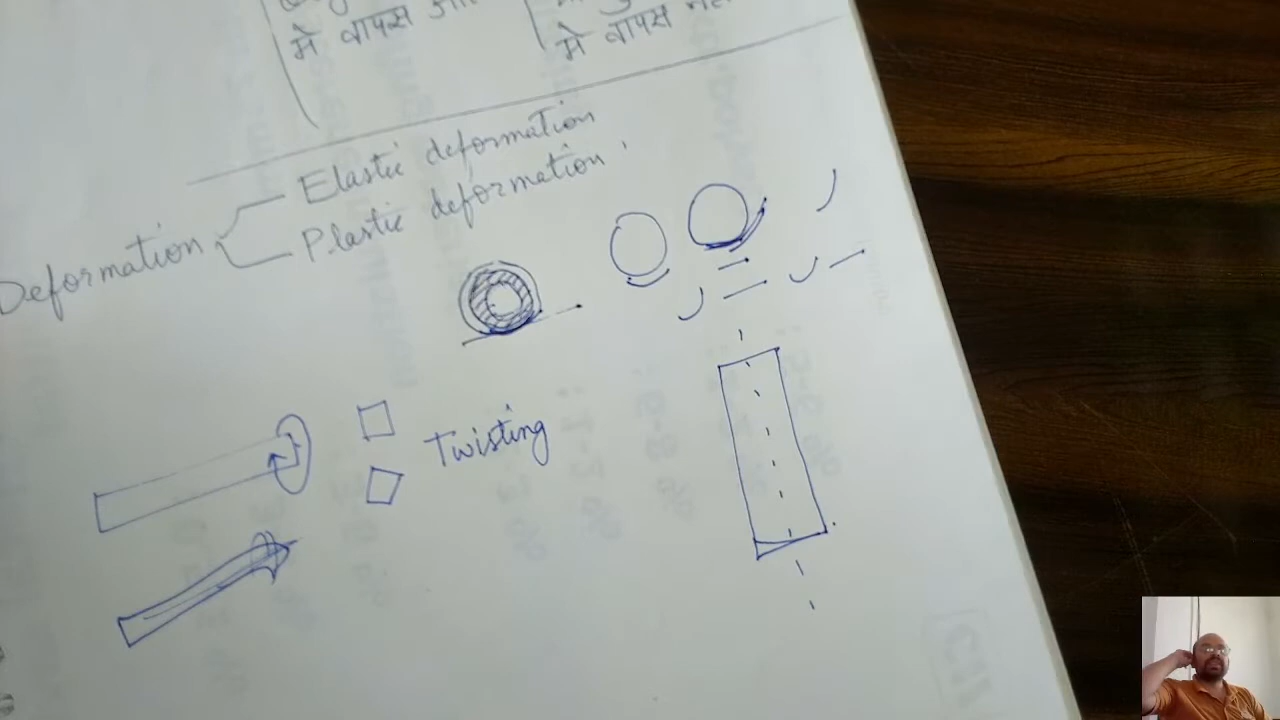 मे वापस
मे वापस
Elastic deformation
Deformation
Plastic deformation
Twisting